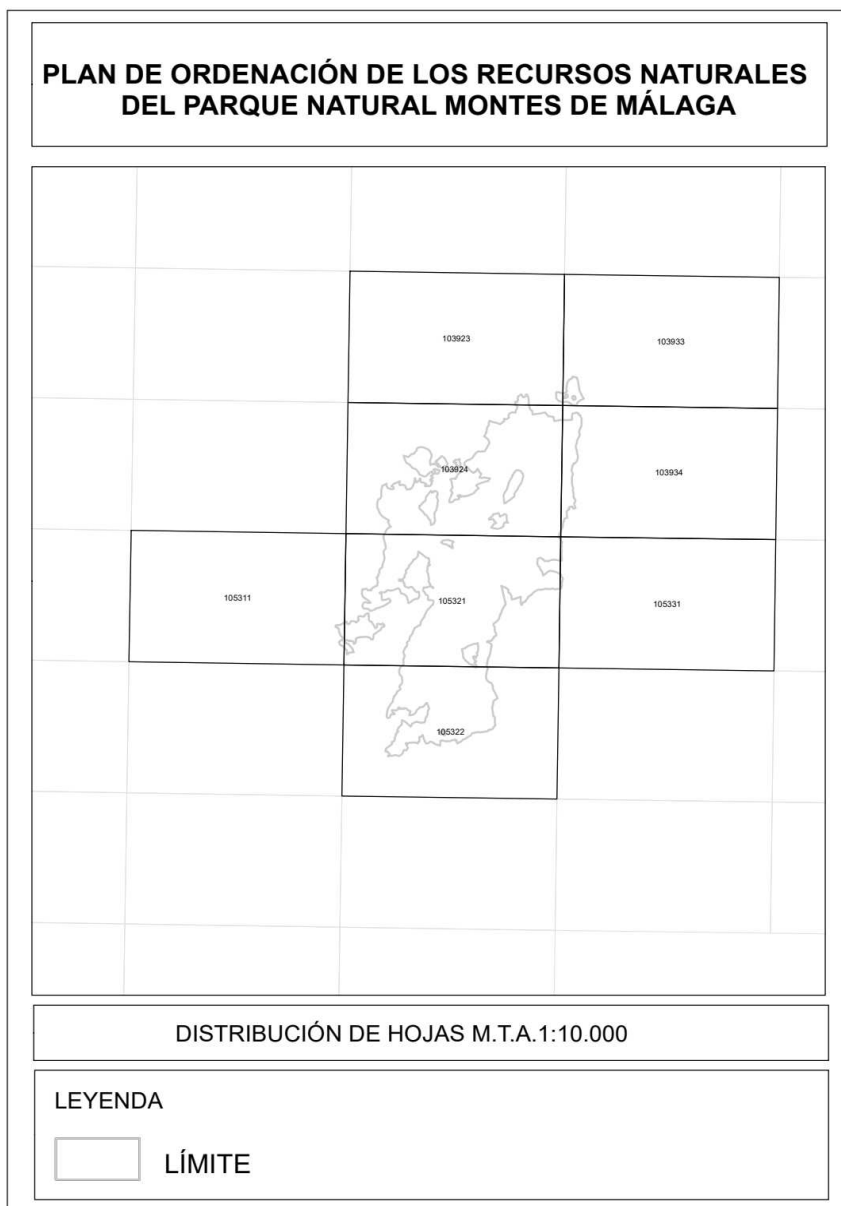 PLAN DE ORDENACIÓN DE LOS RECURSOS NATURALES
DEL PARQUE NATURAL MONTES DE MÁLAGA
103923
103933
103924
103934
105311
105321
105331
105322
DISTRIBUCIÓN DE HOJAS M.T.A.1:10.000
LEYENDA
LÍMITE